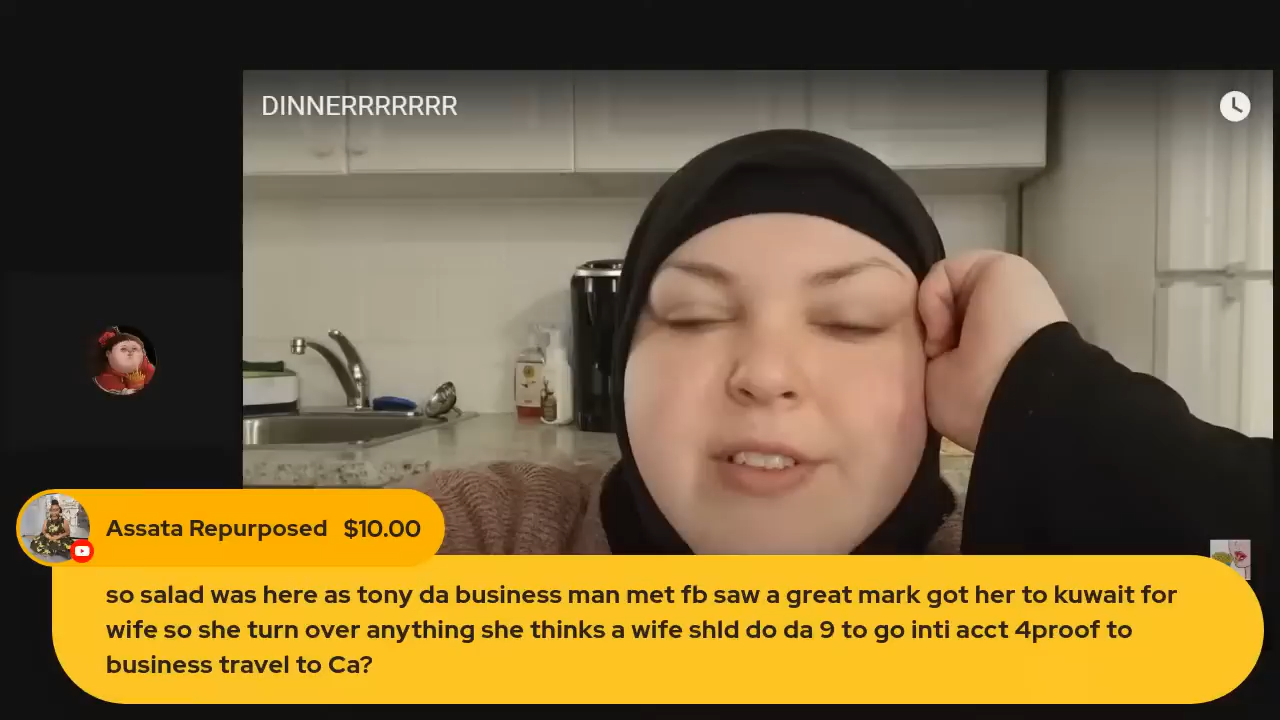 DINNERRRRRRR
Assata Repurposed $10.00
so salad was here as tony da business man met fb saw a great mark got her to kuwait for
wife so she turn over anything she thinks a wife shld do da 9 to go inti acct 4proof to
business travel to Ca?